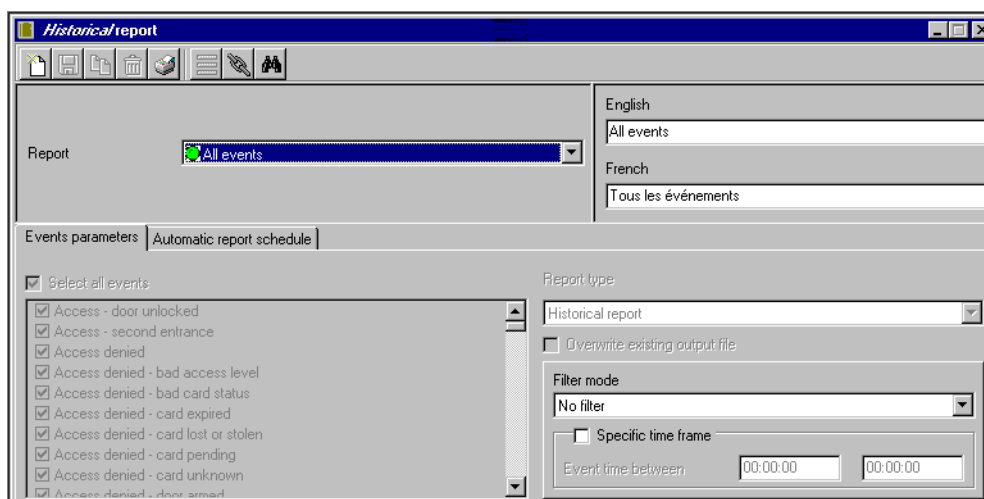 Historical report
English
All events
Report
All events
French
Tous les événements
Events parameters
Automatic report schedule
Select all events
Access - door unlocked
Access - second entrance
Access denied
Access denied - bad access level
Access denied - bad card status
Access denied - card expired
Access denied - card lost or stolen
Access denied - card pending
Access denied - card unknown
Access denied - door armed
Report type
Historical report
Overwrite existing output file
Filter mode
No filter
Specific time frame
Event time between
00:00:00
00:00:00